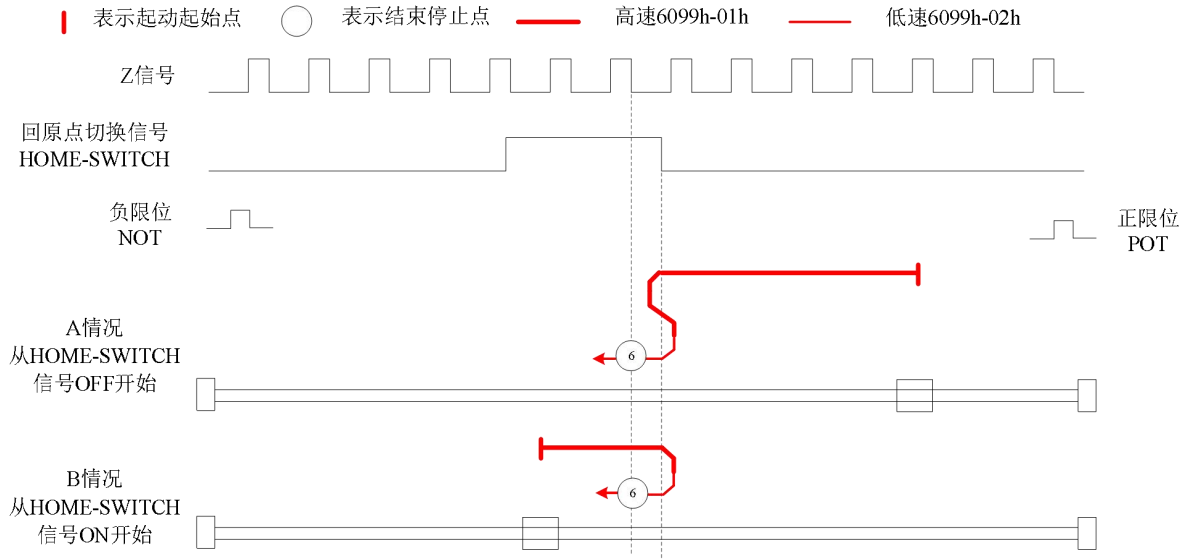 表示起动起始点
表示结束停止点
高速6099h-01h
低速6099h-02h
Z信号
回原点切换信号
HOME-SWITCH
负限位
NOT
正限位
POT
A情况
从HOME-SWITCH
信号OFF开始
6
B情况
从HOME-SWITCH
信号ON开始
6